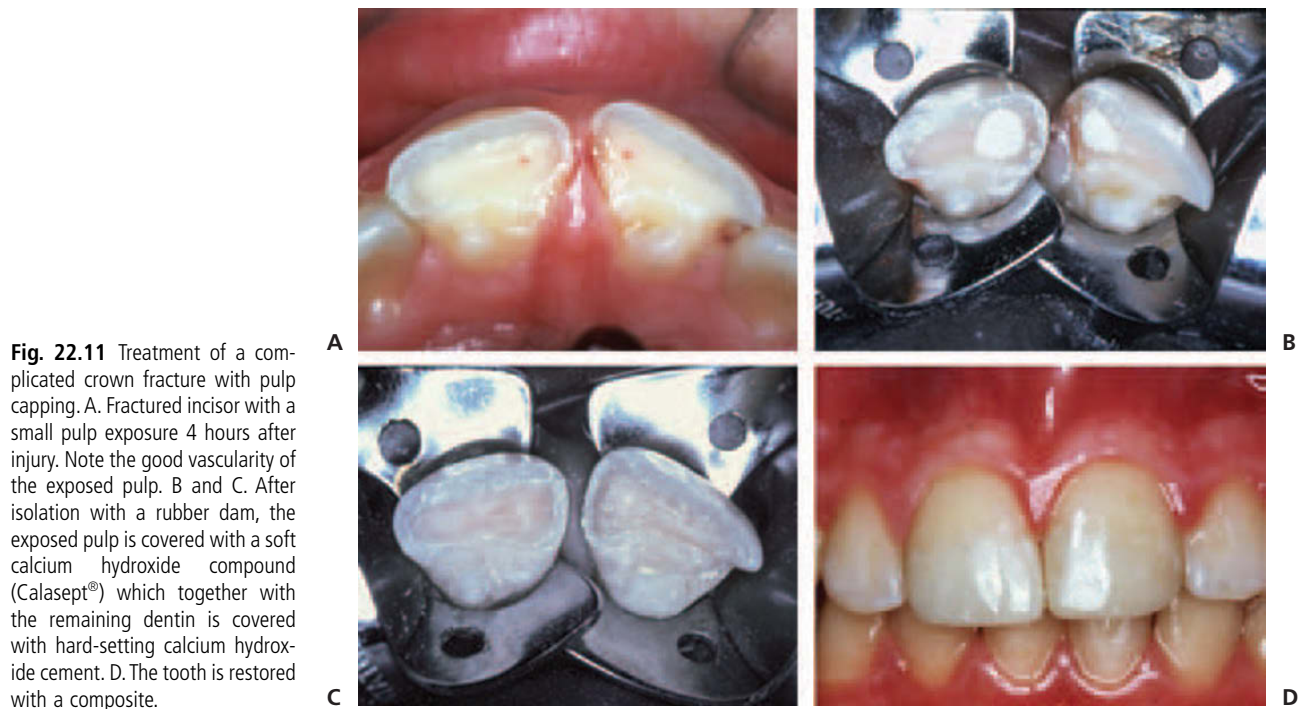 Fig. 22.11 Treatment of a com-
plicated crown fracture with pulp
capping. A. Fractured incisor with a
small pulp exposure 4 hours after
injury. Note the good vascularity of
the exposed pulp. B and C. After
isolation with a rubber dam, the
exposed pulp is covered with a soft
calcium hydroxide compound
(Calasept®) which together with
the remaining dentin is covered
with hard-setting calcium hydrox-
ide cement. D. The tooth is restored
with a composite.
A
B
C
D